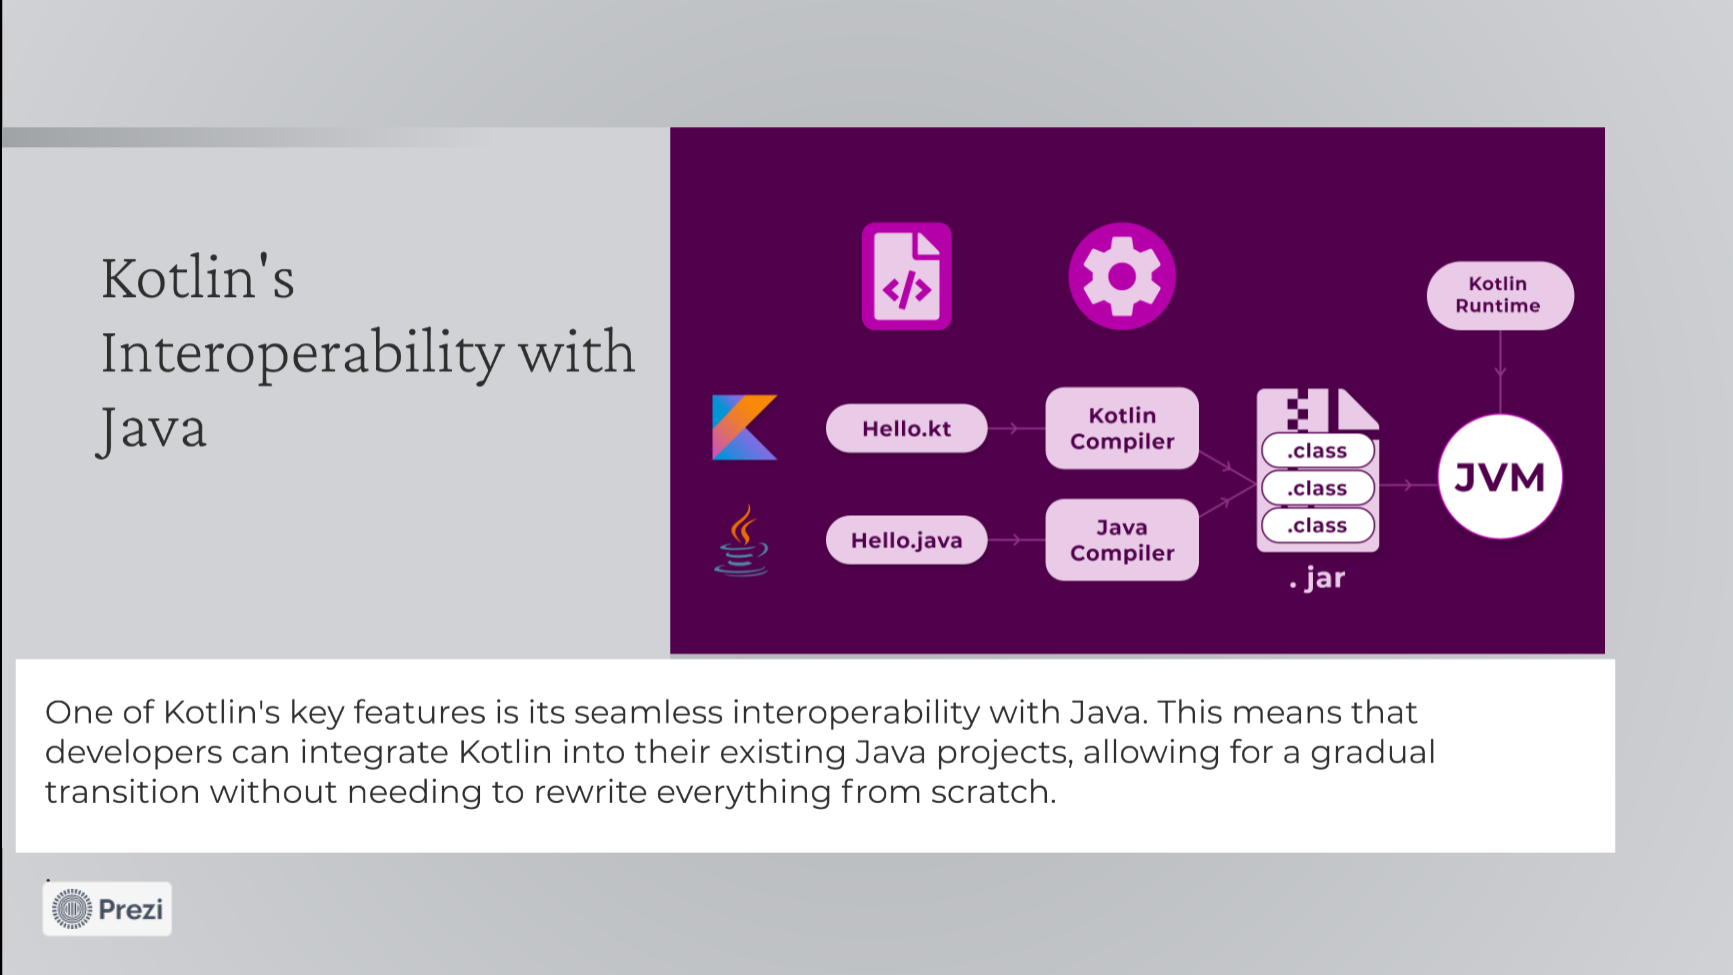 Kotlin's
Interoperability with
Java
Kotlin
Runtime
Hello.kt
Kotlin
Compiler
.class
.class
.class
JVM
Hello.java
Java
Compiler
. jar
One of Kotlin's key features is its seamless interoperability with Java. This means that
developers can integrate Kotlin into their existing Java projects, allowing for a gradual
transition without needing to rewrite everything from scratch.
.
Prezi